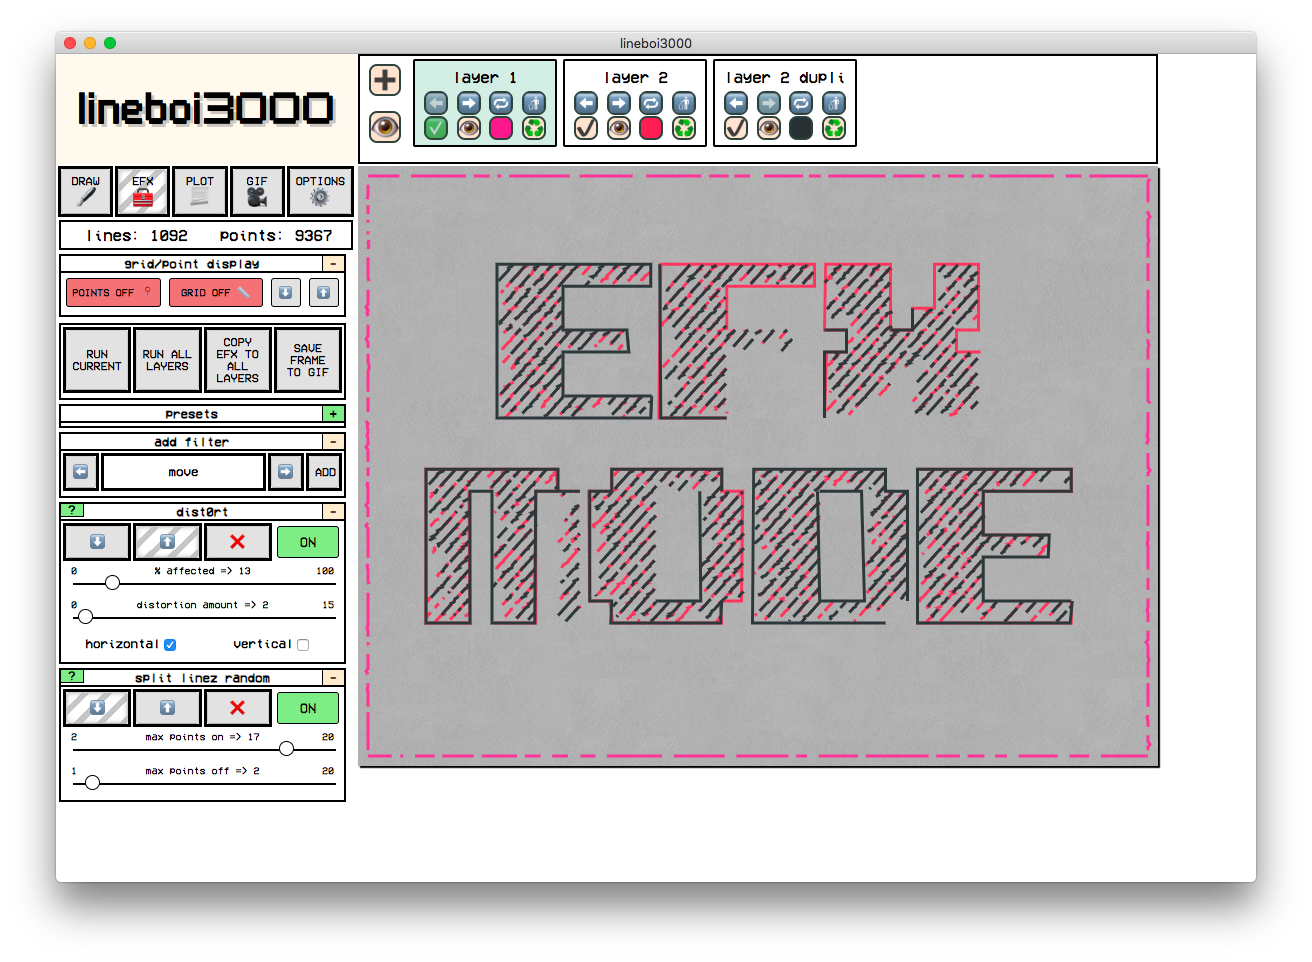 lineboi3000
lineboi3000
layer 1
layer 2
layer 2 dupli
DRAW
EFX
PLOT
GIF
OPTIONS
lines: 1092 points: 9367
grid/point display
-
POINTS OFF
GRID OFF
RUN
CURRENT
RUN ALL
LAYERS
COPY
EFX TO
ALL
LAYERS
SAVE
FRAME
TO GIF
presets
+
add filter
-
move
ADD
?
dist0rt
-
ON
0 % affected => 13 100
0 distortion amount => 2 15
horizontal vertical
?
split linez random
-
ON
2 max points on => 17 20
1 max points off => 2 20
EFX
MODE